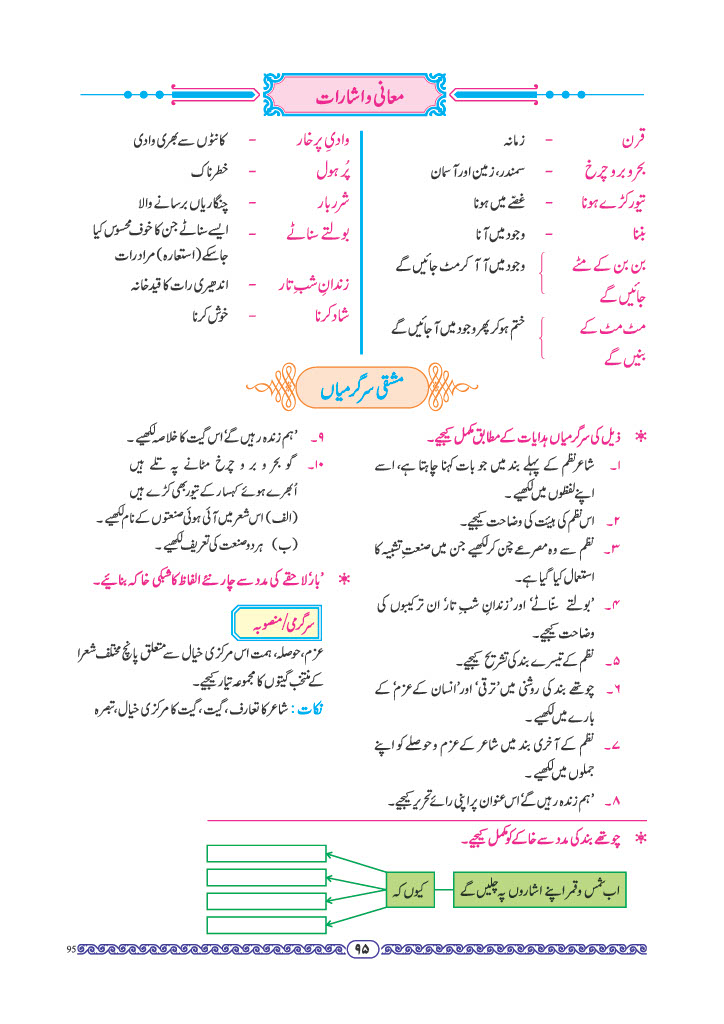 معانی و اشارات
قرن - زمانہ
بحر و بر و چرخ - سمندر، زمین اور آسمان
تیور کڑے ہونا - غصّے میں ہونا
بننا - وجود میں آنا
بن بن کے مٹے
جائیں گے
وجود میں آ آ کر مٹ جائیں گے
مٹ مٹ کے
بنیں گے
ختم ہو کر پھر وجود میں آ جائیں گے
وادیِ پر خار - کانٹوں سے بھری وادی
پُر ہول - خطرناک
شرر بار - چنگاریاں برسانے والا
بولتے سناٹے - ایسے سناٹے جن کا خوف محسوس کیا
جا سکے (استعارہ) مراد رات
زندانِ شبِ تار - اندھیری رات کا قید خانہ
شاد کرنا - خوش کرنا
مشقی سرگرمیاں
* ذیل کی سرگرمیاں ہدایات کے مطابق مکمل کیجیے۔
۱۔ شاعر نظم کے پہلے بند میں جو بات کہنا چاہتا ہے، اسے
اپنے لفظوں میں لکھیے۔
۲۔ اس نظم کی ہیئت کی وضاحت کیجیے۔
۳۔ نظم سے وہ مصرعے چن کر لکھیے جن میں صنعتِ تشبیہ کا
استعمال کیا گیا ہے۔
۴۔ 'بولتے سنّاٹے' اور 'زندانِ شبِ تار' ان ترکیبوں کی
وضاحت کیجیے۔
۵۔ نظم کے تیسرے بند کی تشریح کیجیے۔
۶۔ چوتھے بند کی روشنی میں 'ترقی' اور 'انسان کے عزم' کے
بارے میں لکھیے۔
۷۔ نظم کے آخری بند میں شاعر کے عزم و حوصلے کو اپنے
جملوں میں لکھیے۔
۸۔ 'ہم زندہ رہیں گے' اس عنوان پر اپنی رائے تحریر کیجیے۔
۹۔ 'ہم زندہ رہیں گے' اس گیت کا خلاصہ لکھیے۔
۱۰۔ گو بحر و بر و چرخ مٹانے پہ تلے ہیں
اُبھرے ہوئے کہسار کے تیور بھی کڑے ہیں
(الف) اس شعر میں آئی ہوئی صنعتوں کے نام لکھیے۔
(ب) ہر دو صنعت کی تعریف لکھیے۔
* 'بار' لاحقے کی مدد سے چار نئے الفاظ کا شبکی خاکہ بنائیے۔
سرگرمی/منصوبہ
عزم، حوصلہ، ہمت اس مرکزی خیال سے متعلق پانچ مختلف شعرا
کے منتخب گیتوں کا مجموعہ تیار کیجیے۔
نکات: شاعر کا تعارف، گیت، گیت کا مرکزی خیال، تبصرہ
* چوتھے بند کی مدد سے خاکے کو مکمل کیجیے۔
اب شمس و قمر اپنے اشاروں پہ چلیں گے
کیوں کہ
۹۵
95